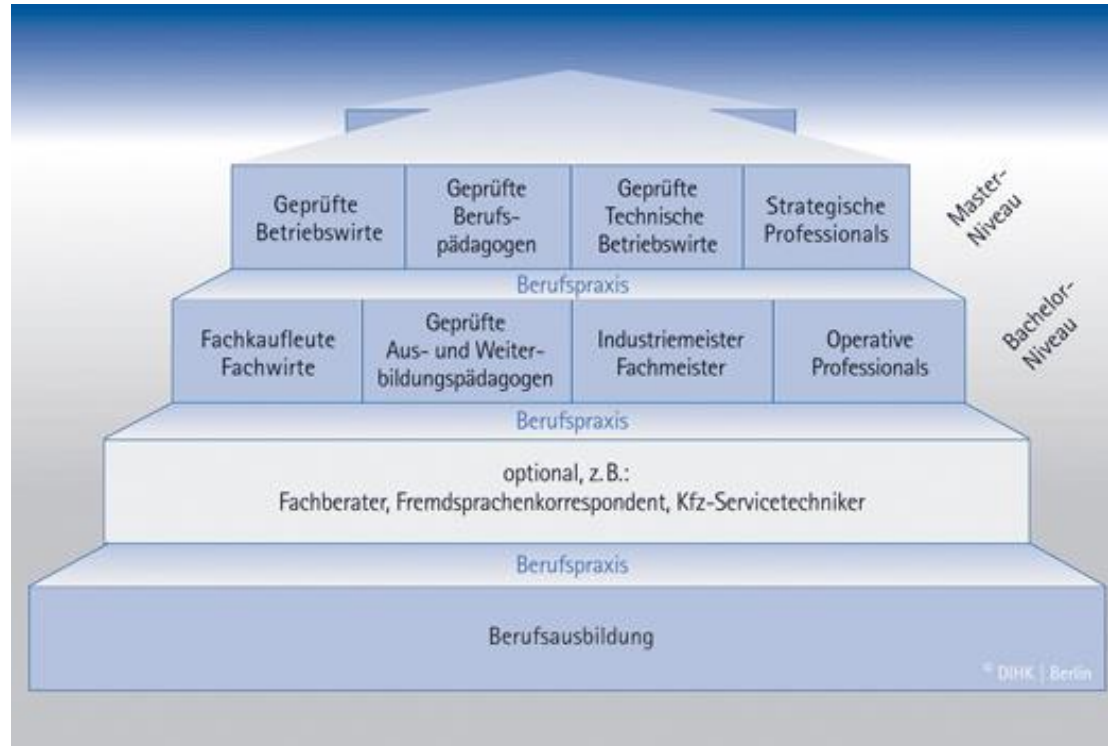 Geprüfte
Betriebswirte
Geprüfte
Berufs-
pädagogen
Geprüfte
Technische
Betriebswirte
Strategische
Professionals
Master-
Niveau
Berufspraxis
Fachkaufleute
Fachwirte
Geprüfte
Aus- und Weiter-
bildungspädagogen
Industriemeister
Fachmeister
Operative
Professionals
Bachelor-
Niveau
Berufspraxis
optional, z. B.:
Fachberater, Fremdsprachenkorrespondent, Kfz-Servicetechniker
Berufspraxis
Berufsausbildung
© DIHK | Berlin